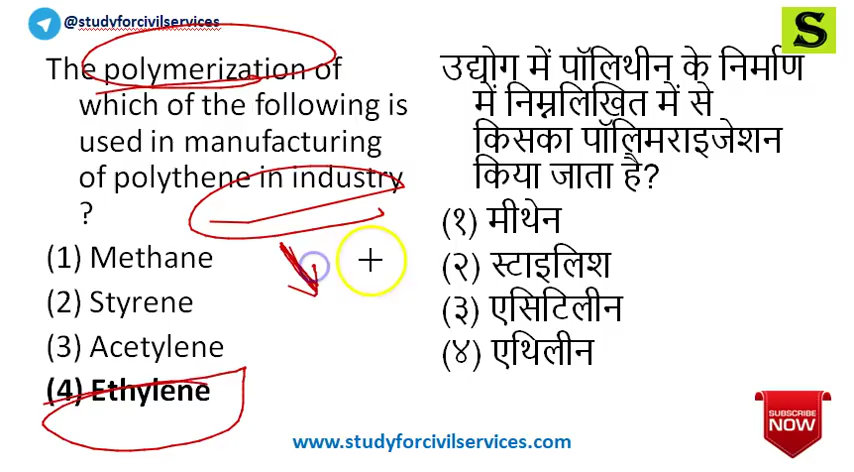 @studyforcivilservices
S
The polymerization of
which of the following is
used in manufacturing
of polythene in industry
?
(1) Methane
(2) Styrene
(3) Acetylene
(4) Ethylene
उद्योग में पॉलिथीन के निर्माण
में निम्नलिखित में से
किसका पॉलिमराइजेशन
किया जाता है?
(१) मीथेन
(२) स्टाइलिश
(३) एसिटिलीन
(४) एथिलीन
SUBSCRIBE
NOW
www.studyforcivilservices.com